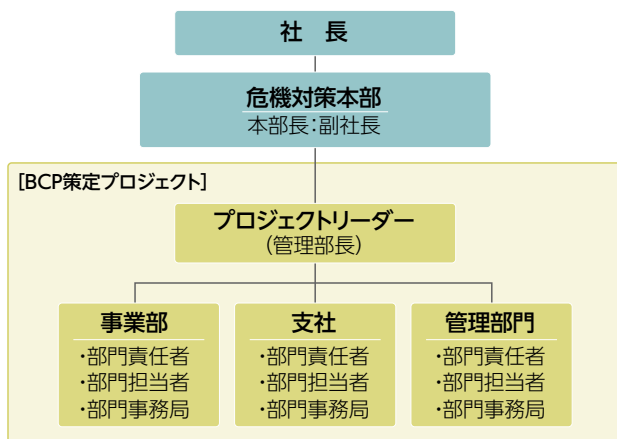 社　長
危機対策本部
本部長：副社長
[BCP策定プロジェクト]
プロジェクトリーダー
(管理部長)
事業部
・部門責任者
・部門担当者
・部門事務局
支社
・部門責任者
・部門担当者
・部門事務局
管理部門
・部門責任者
・部門担当者
・部門事務局